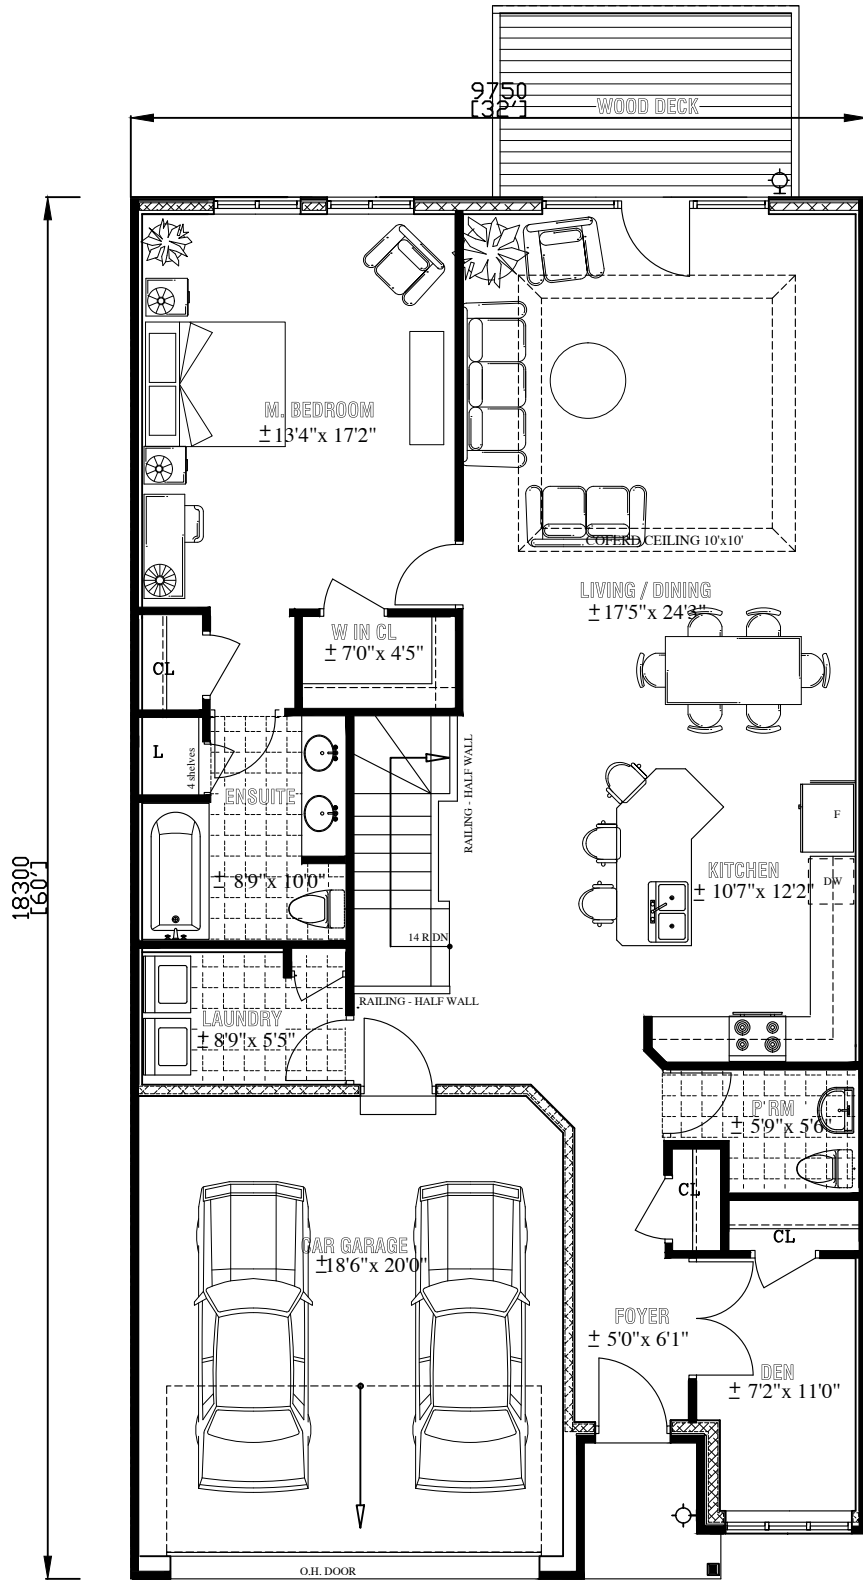 9750
[32']
WOOD DECK
M. BEDROOM
± 13'4"x 17'2"
COFERD CEILING 10'x10'
LIVING / DINING
± 17'5"x 24'3"
W IN CL
± 7'0"x 4'5"
CL
L
4 shelves
ENSUITE
± 8'9"x 10'0"
RAILING - HALF WALL
F
KITCHEN
± 10'7"x 12'2"
DW
18300
[60']
14 R DN
RAILING - HALF WALL
LAUNDRY
± 8'9"x 5'5"
P'RM
± 5'9"x 5'6"
CL
CL
CAR GARAGE
±18'6"x 20'0"
FOYER
± 5'0"x 6'1"
DEN
± 7'2"x 11'0"
O.H. DOOR